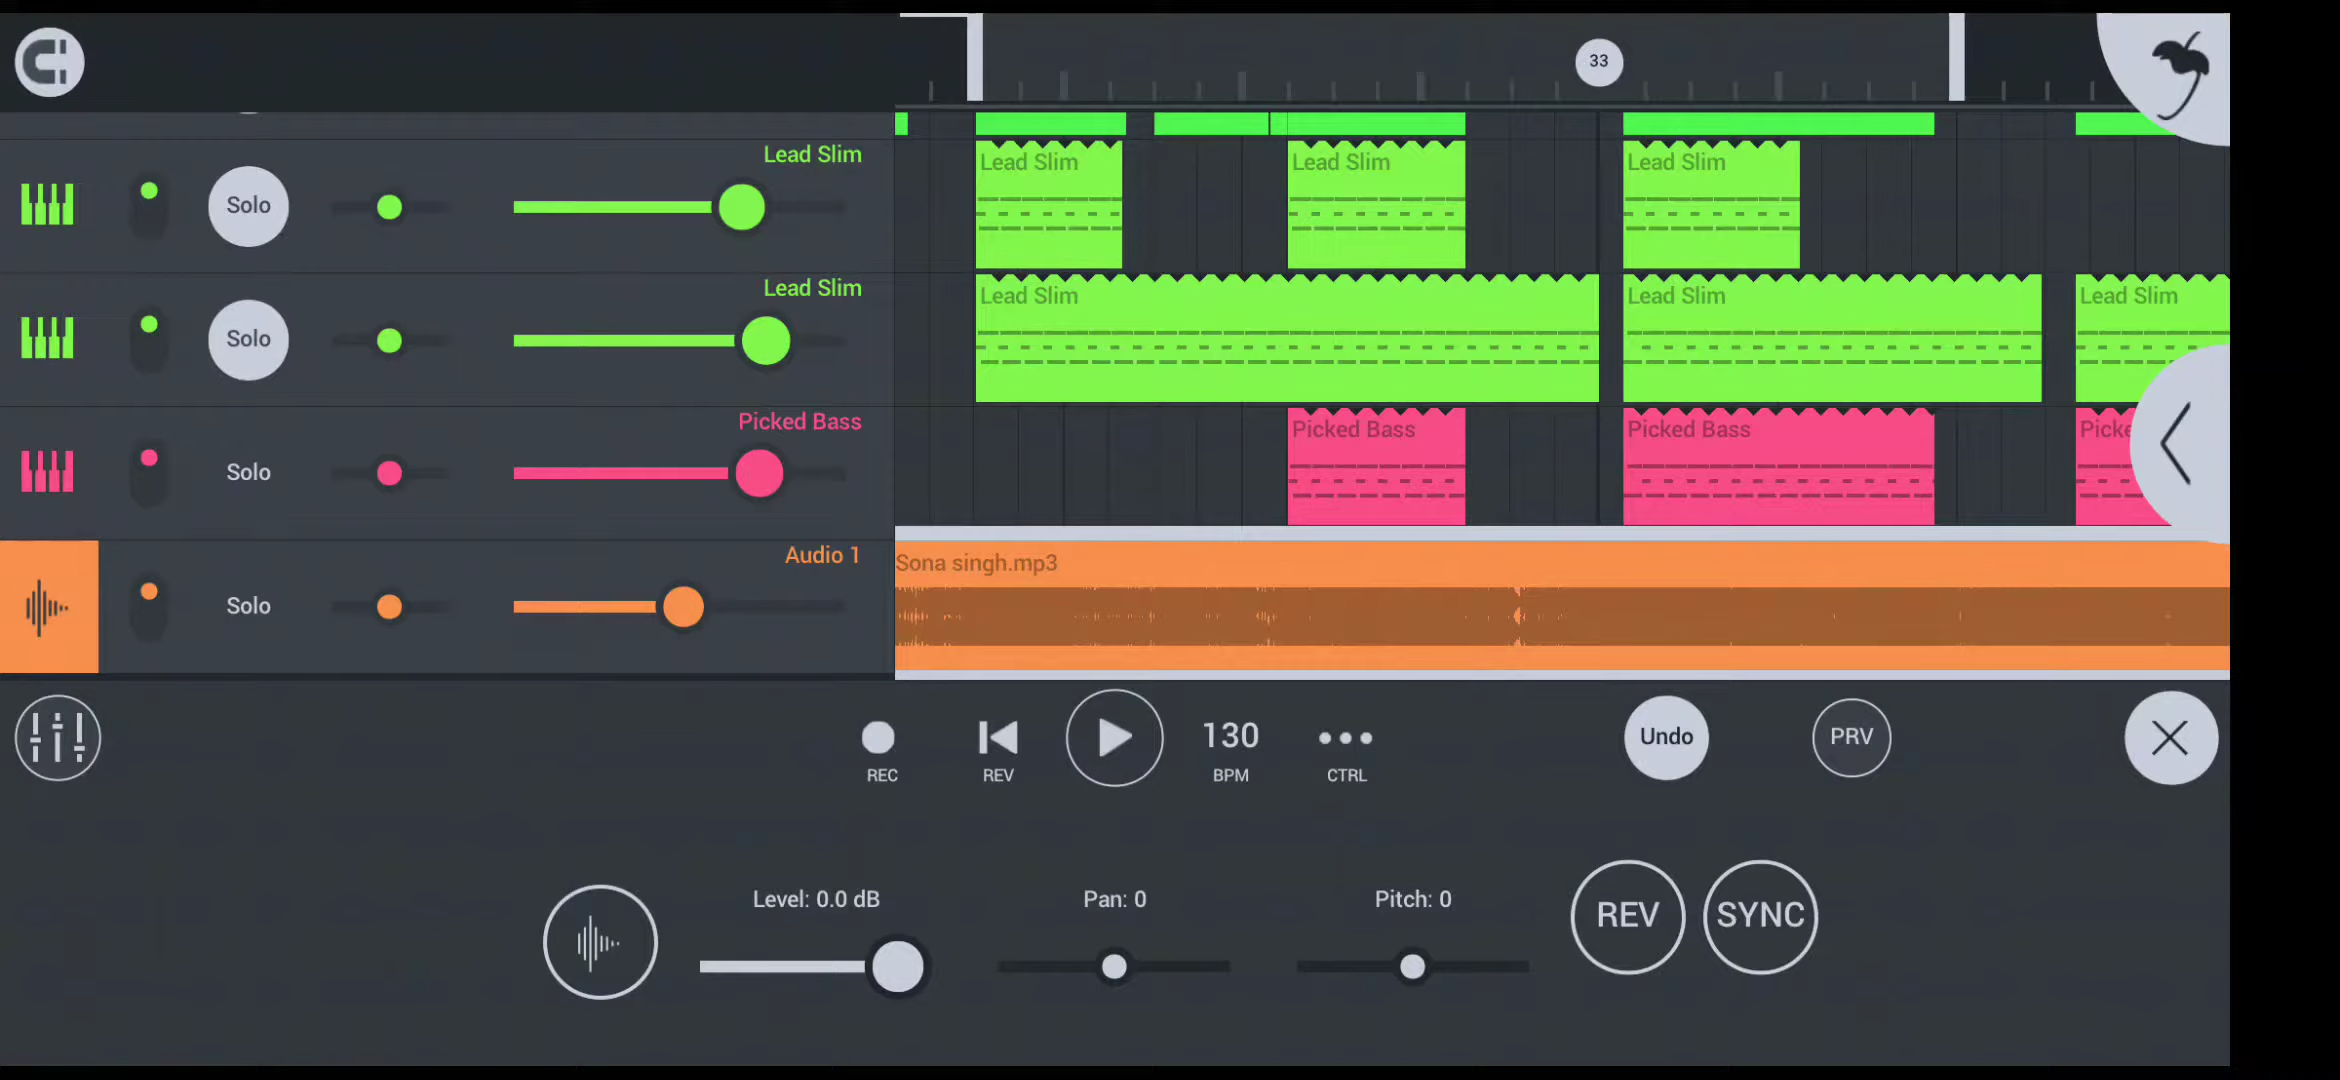 33
Lead Slim
Lead Slim
Lead Slim
Lead Slim
Solo
Lead Slim
Lead Slim
Lead Slim
Lead Slim
Solo
Picked Bass
Picked Bass
Picked Bass
Picke
Solo
Audio 1
Sona singh.mp3
Solo
REC
REV
130
BPM
CTRL
Undo
PRV
Level: 0.0 dB
Pan: 0
Pitch: 0
REV
SYNC